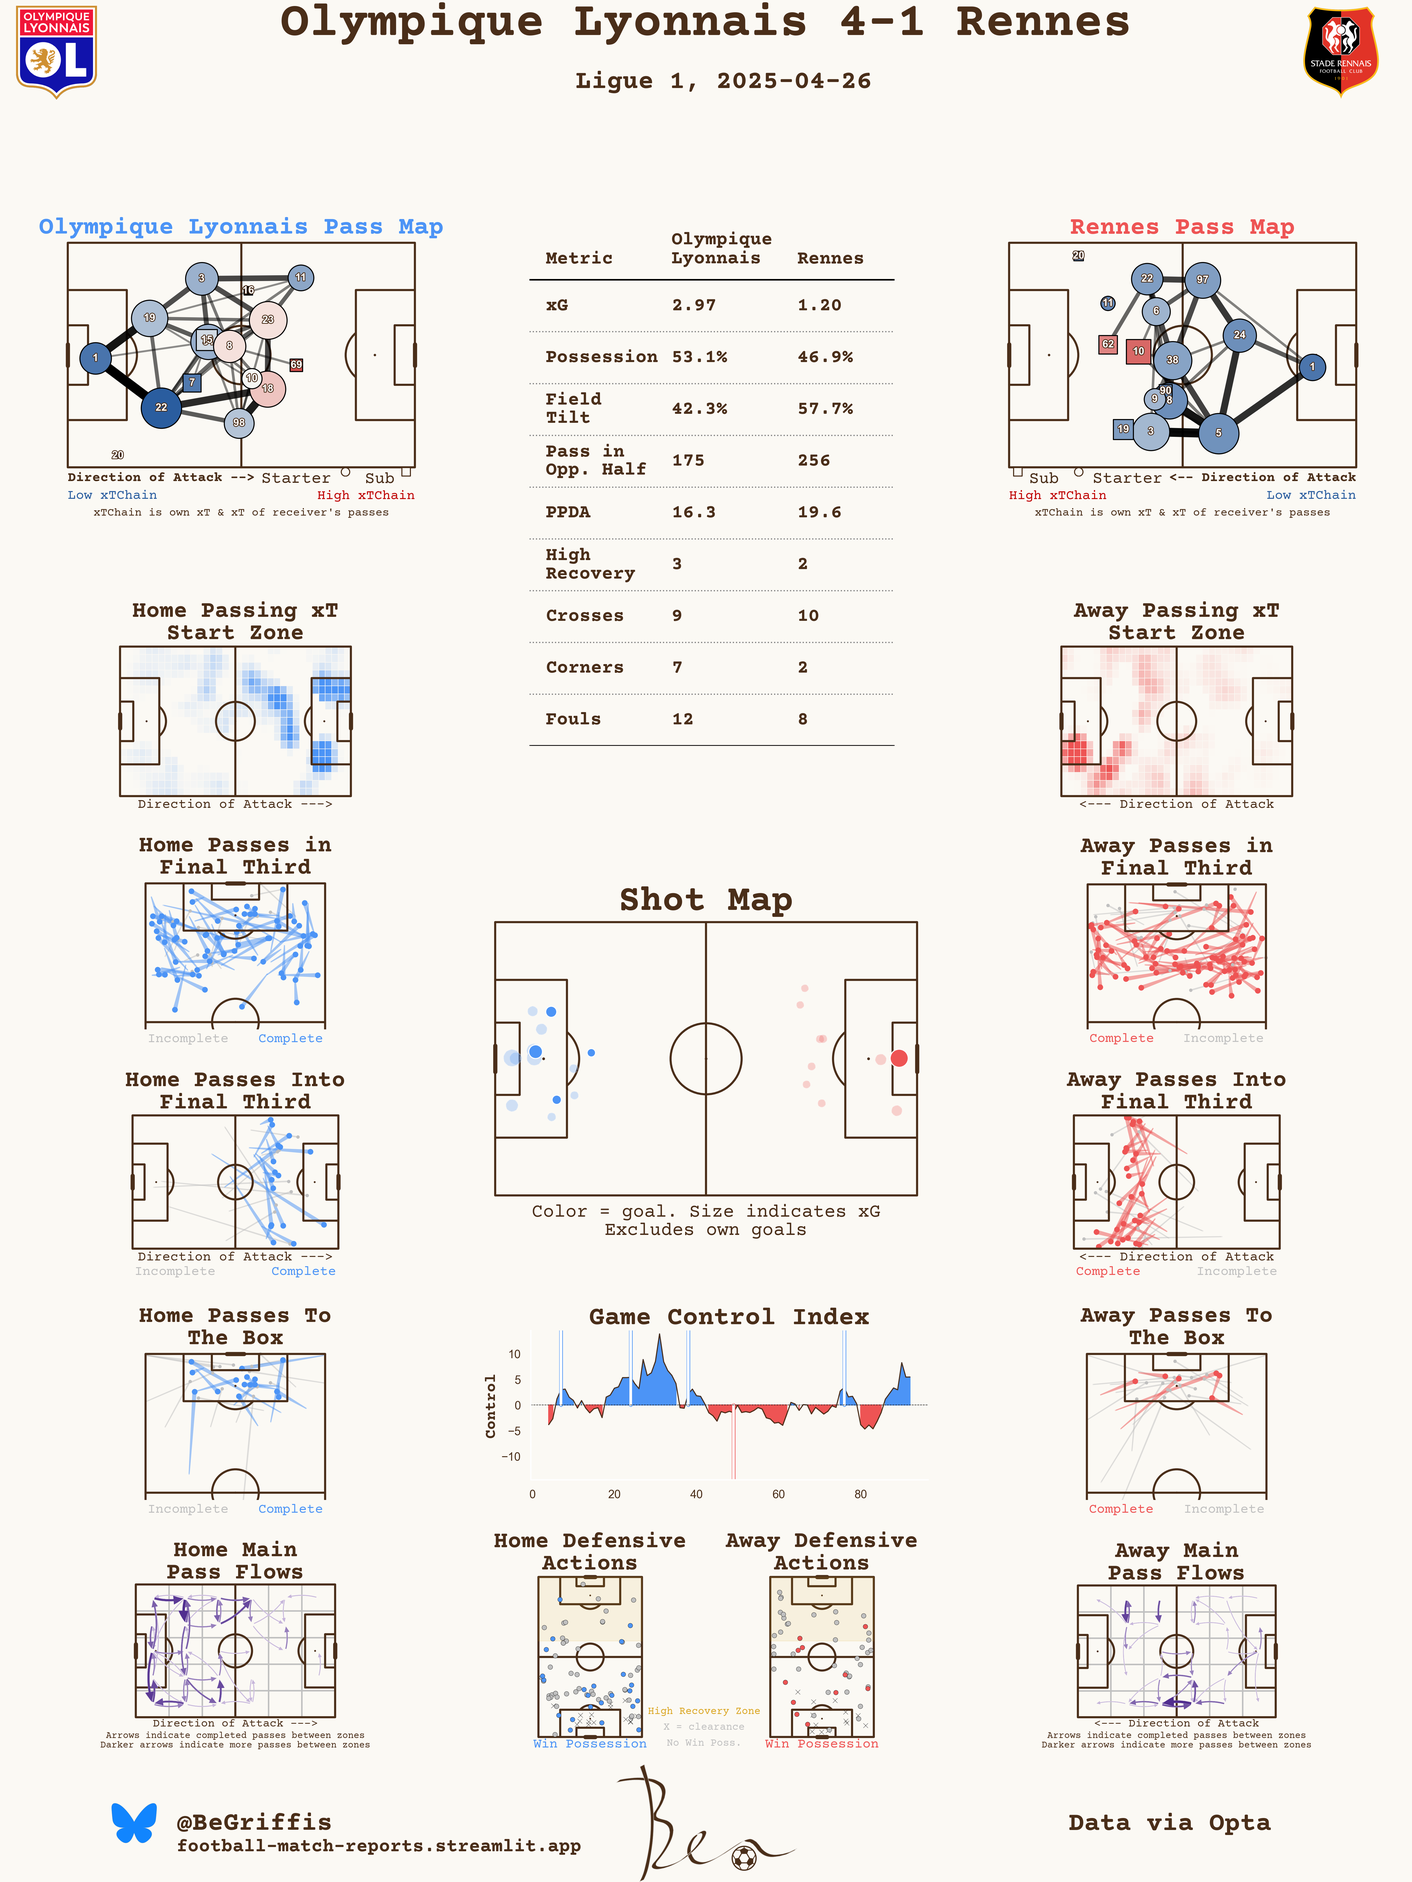 Olympique Lyonnais 4-1 Rennes
Ligue 1, 2025-04-26
OLYMPIQUE
LYONNAIS
OL
STADE RENNAIS
FOOTBALL CLUB
1901
Olympique Lyonnais Pass Map
3
11
16
19
23
15
8
1
69
7
10
18
22
98
20
Direction of Attack --> Starter Sub
Low xTChain High xTChain
xTChain is own xT & xT of receiver's passes
Metric Olympique Lyonnais Rennes
xG 2.97 1.20
Possession 53.1% 46.9%
Field Tilt 42.3% 57.7%
Pass in Opp. Half 175 256
PPDA 16.3 19.6
High Recovery 3 2
Crosses 9 10
Corners 7 2
Fouls 12 8
Rennes Pass Map
20
22
97
11
6
24
62
10
38
1
90
9
8
19
3
5
Sub Starter <-- Direction of Attack
High xTChain Low xTChain
xTChain is own xT & xT of receiver's passes
Home Passing xT
Start Zone
Direction of Attack --->
Away Passing xT
Start Zone
<--- Direction of Attack
Home Passes in
Final Third
Incomplete Complete
Away Passes in
Final Third
Complete Incomplete
Shot Map
Color = goal. Size indicates xG
Excludes own goals
Home Passes Into
Final Third
Direction of Attack --->
Incomplete Complete
Away Passes Into
Final Third
<--- Direction of Attack
Complete Incomplete
Home Passes To
The Box
Incomplete Complete
Game Control Index
Control
10
5
0
−5
−10
0 20 40 60 80
Away Passes To
The Box
Complete Incomplete
Home Main
Pass Flows
Direction of Attack --->
Arrows indicate completed passes between zones
Darker arrows indicate more passes between zones
Home Defensive
Actions
Win Possession
High Recovery Zone
X = clearance
No Win Poss.
Away Defensive
Actions
Win Possession
Away Main
Pass Flows
<--- Direction of Attack
Arrows indicate completed passes between zones
Darker arrows indicate more passes between zones
@BeGriffis
football-match-reports.streamlit.app
Ben
Data via Opta